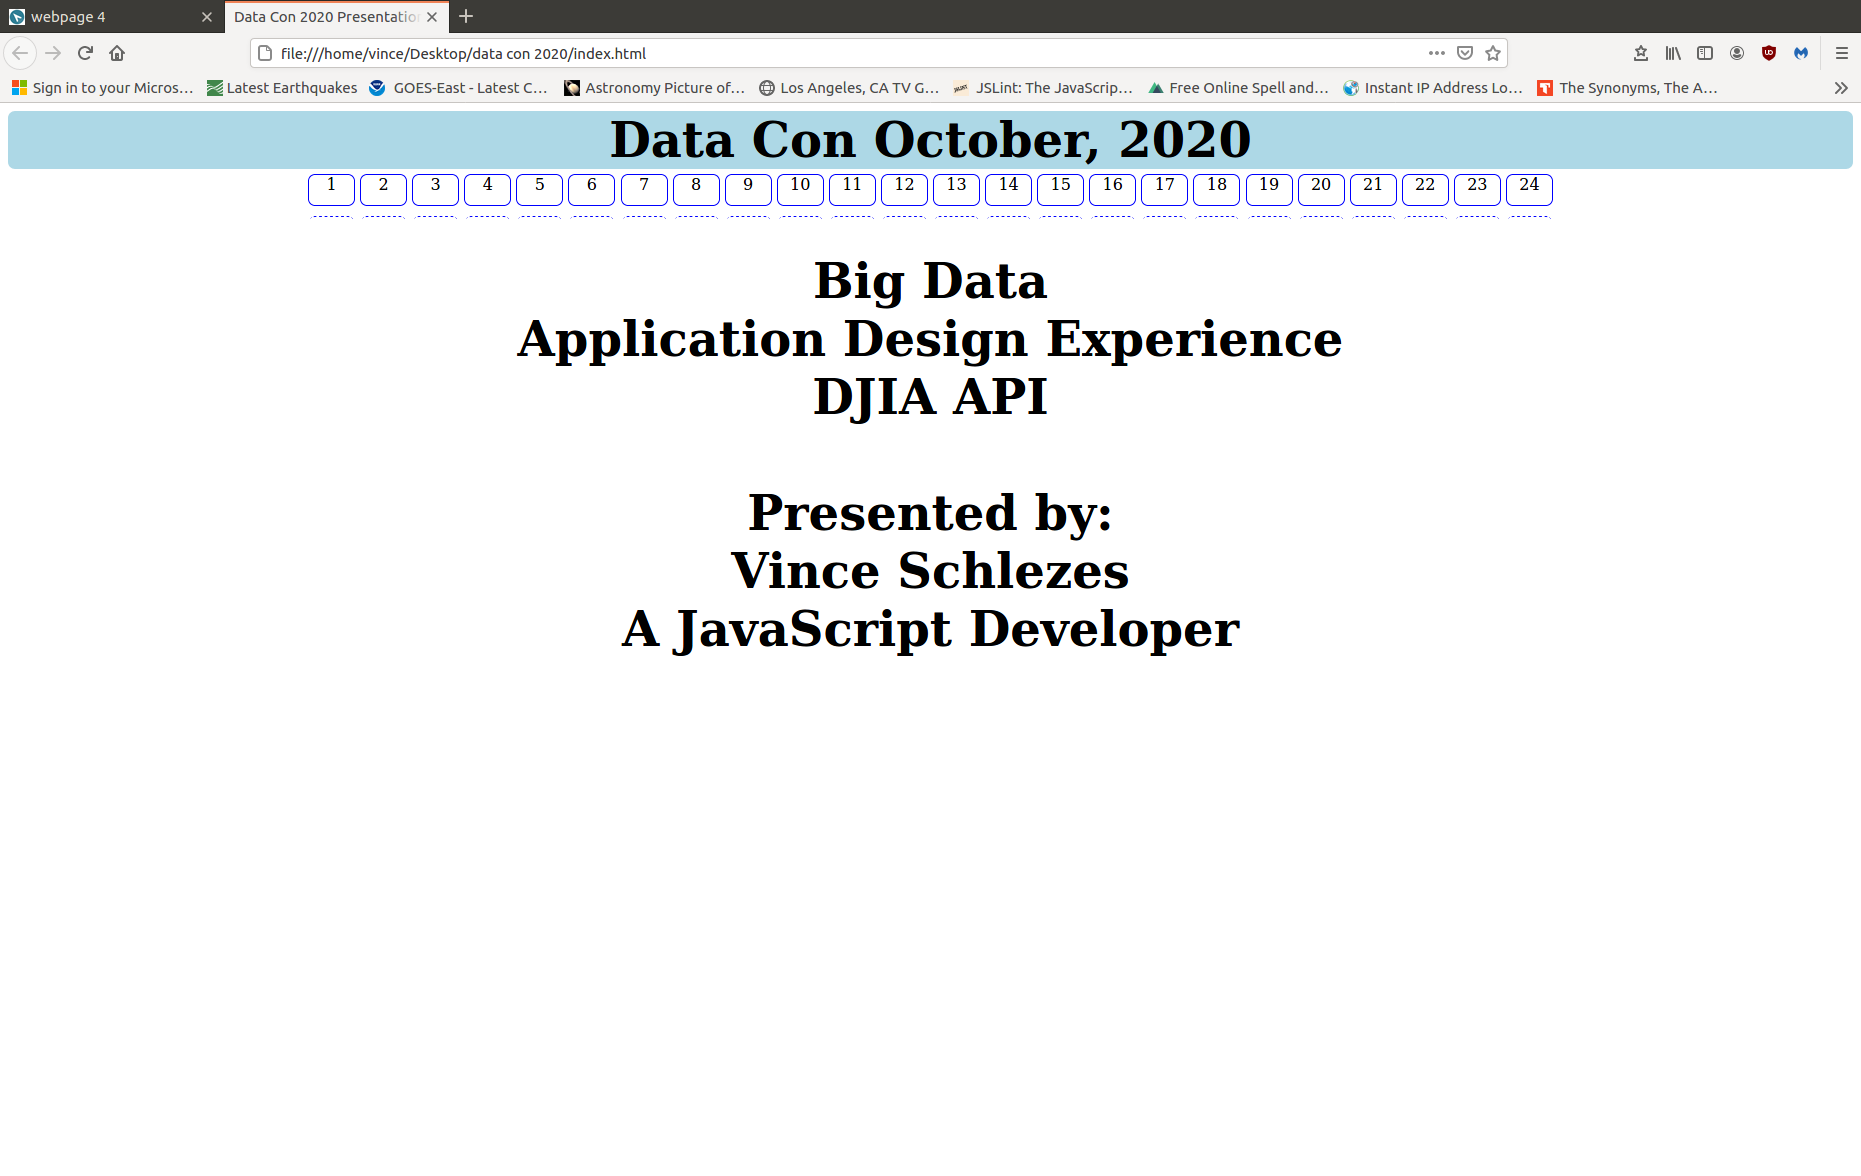 webpage 4
Data Con 2020 Presentatio
file:///home/vince/Desktop/data con 2020/index.html
Sign in to your Micros… Latest Earthquakes GOES-East - Latest C… Astronomy Picture of… Los Angeles, CA TV G… JSLint: The JavaScrip… Free Online Spell and… Instant IP Address Lo… The Synonyms, The A…
Data Con October, 2020
1 2 3 4 5 6 7 8 9 10 11 12 13 14 15 16 17 18 19 20 21 22 23 24
Big Data
Application Design Experience
DJIA API
Presented by:
Vince Schlezes
A JavaScript Developer